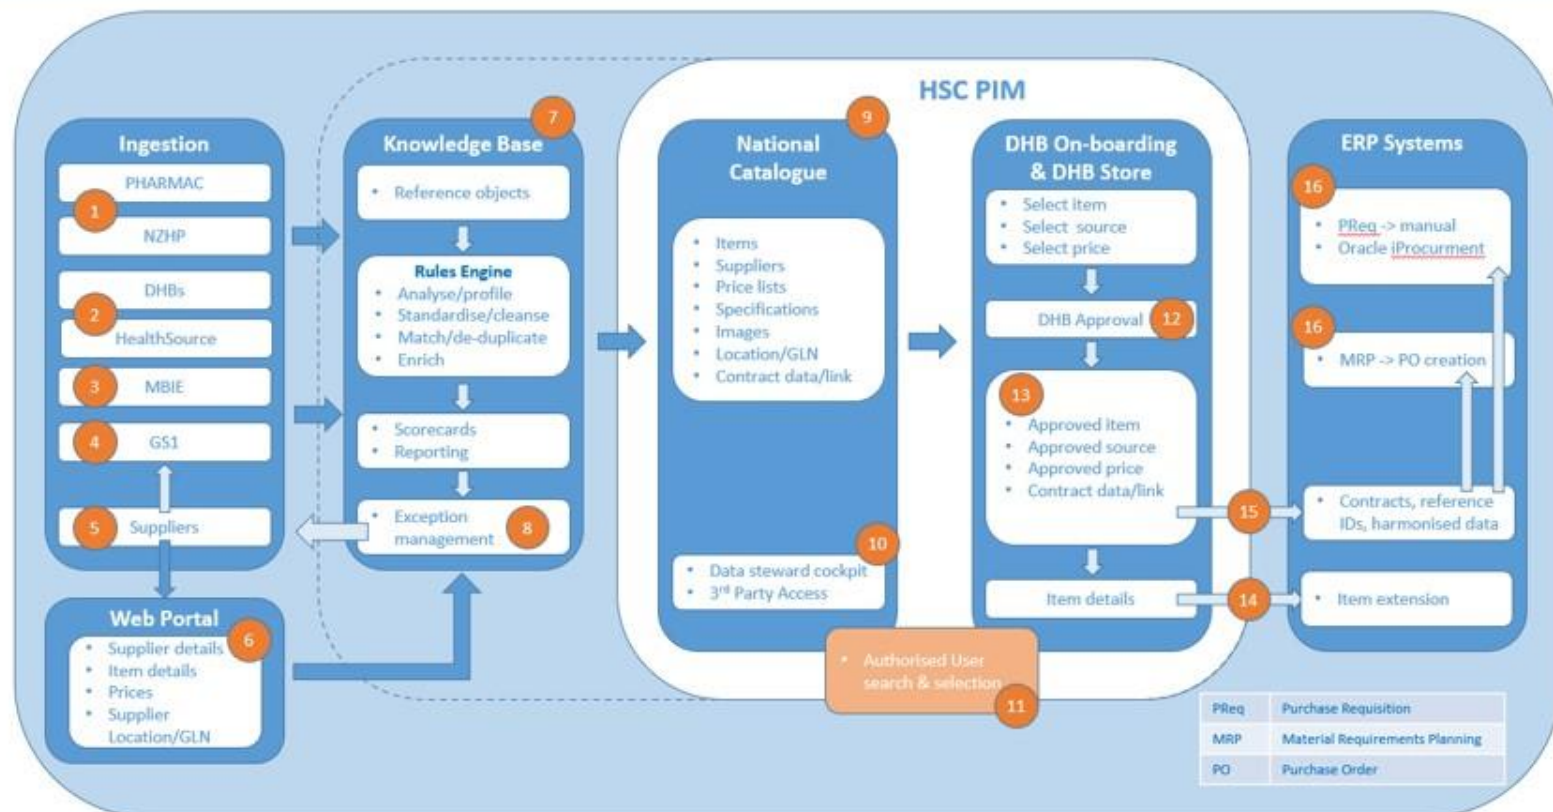 HSC PIM
Ingestion
PHARMAC
1
NZHP
DHBs
2
HealthSource
3
MBIE
4
GS1
5
Suppliers
Web Portal
6
• Supplier details
• Item details
• Prices
• Supplier
Location/GLN
7
Knowledge Base
• Reference objects
Rules Engine
• Analyse/profile
• Standardise/cleanse
• Match/de-duplicate
• Enrich
• Scorecards
• Reporting
• Exception
management
8
9
National
Catalogue
• Items
• Suppliers
• Price lists
• Specifications
• Images
• Location/GLN
• Contract data/link
10
• Data steward cockpit
• 3rd Party Access
• Authorised User
search & selection
11
DHB On-boarding
& DHB Store
• Select item
• Select source
• Select price
DHB Approval
12
13
• Approved item
• Approved source
• Approved price
• Contract data/link
Item details
15
14
ERP Systems
16
• PReq -> manual
• Oracle iProcurment
16
• MRP -> PO creation
• Contracts, reference
IDs, harmonised data
• Item extension
PReq Purchase Requisition
MRP Material Requirements Planning
PO Purchase Order